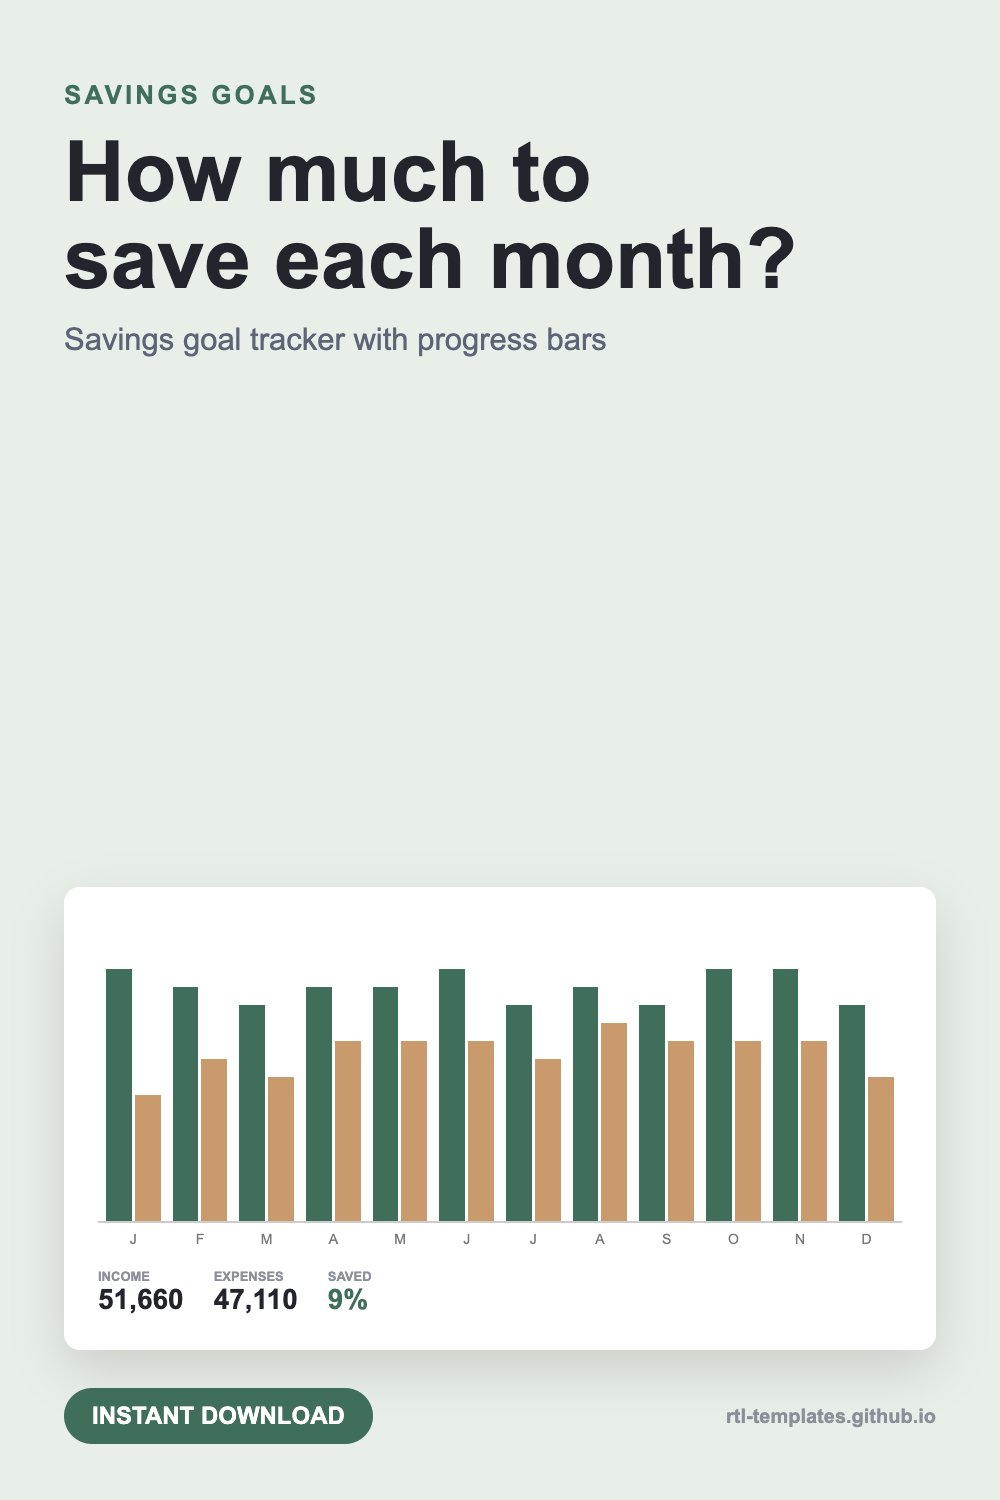 SAVINGS GOALS
How much to
save each month?
Savings goal tracker with progress bars
J F M A M J J A S O N D
INCOME EXPENSES SAVED
51,660 47,110 9%
INSTANT DOWNLOAD
rtl-templates.github.io